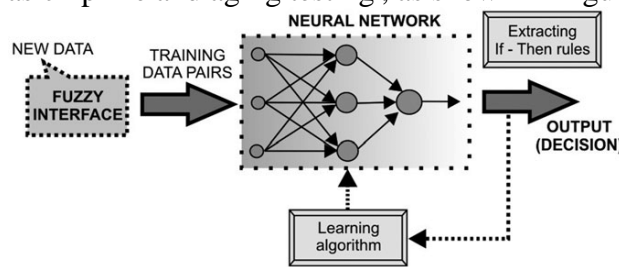 NEURAL NETWORK
Extracting
If - Then rules
NEW DATA
TRAINING
DATA PAIRS
FUZZY
INTERFACE
OUTPUT
(DECISION)
Learning
algorithm